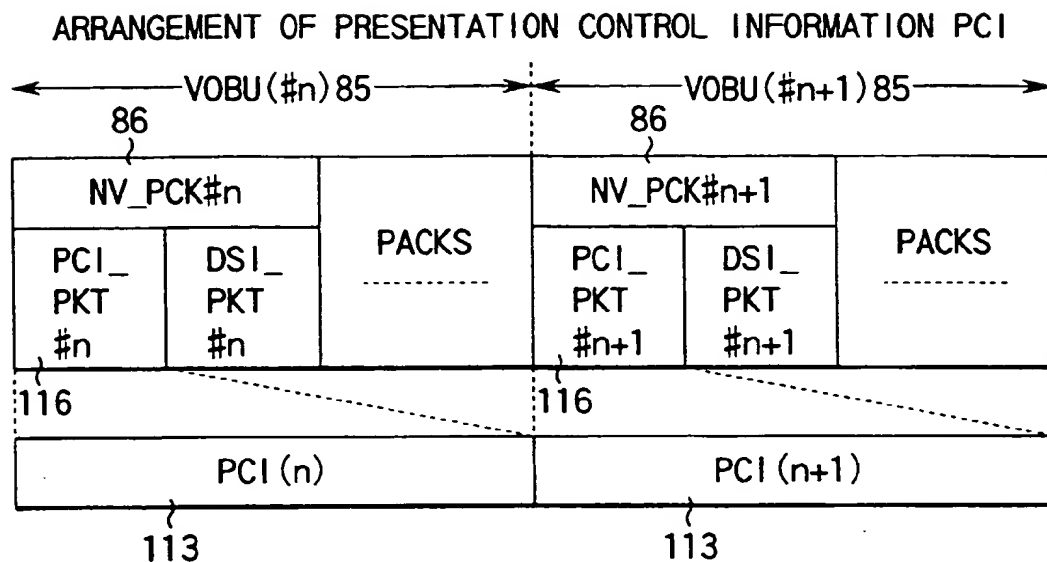 ARRANGEMENT OF PRESENTATION CONTROL INFORMATION PCI
VOBU(#n)85
VOBU(#n+1)85
86
86
NV_PCK#n
NV_PCK#n+1
PCI_
PKT
#n
DSI_
PKT
#n
PACKS
PCI_
PKT
#n+1
DSI_
PKT
#n+1
PACKS
116
116
PCI(n)
PCI(n+1)
113
113